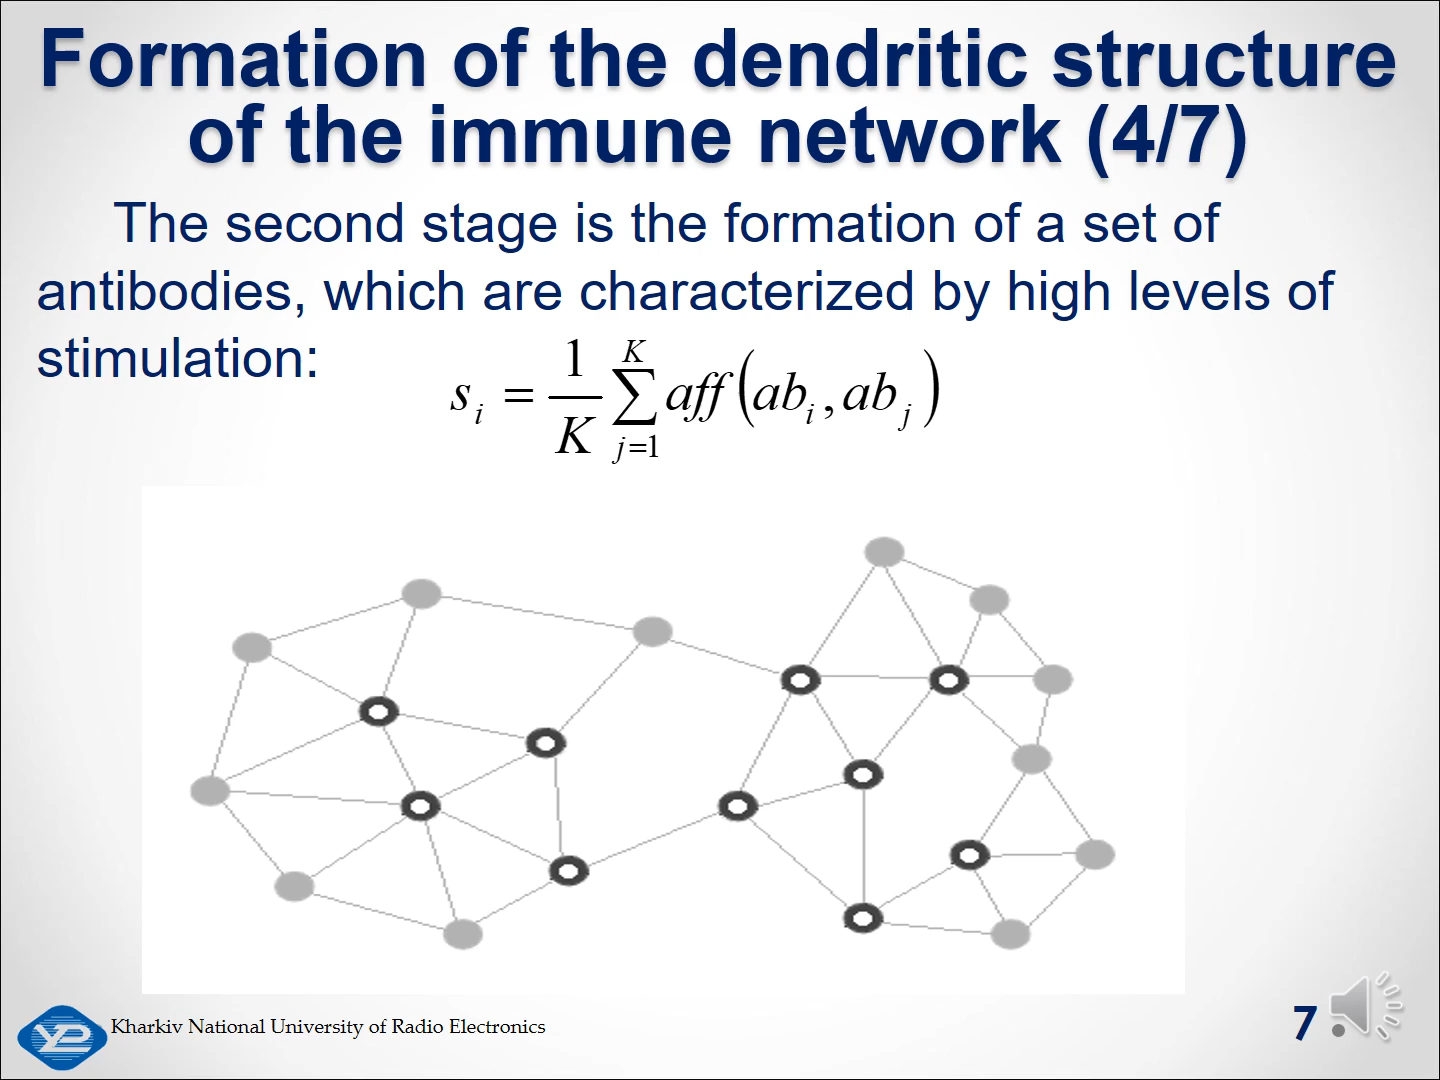 Formation of the dendritic structure
of the immune network (4/7)
The second stage is the formation of a set of
antibodies, which are characterized by high levels of
stimulation:
s_i = \frac{1}{K} \sum_{j=1}^{K} aff(ab_i, ab_j)
Kharkiv National University of Radio Electronics
7